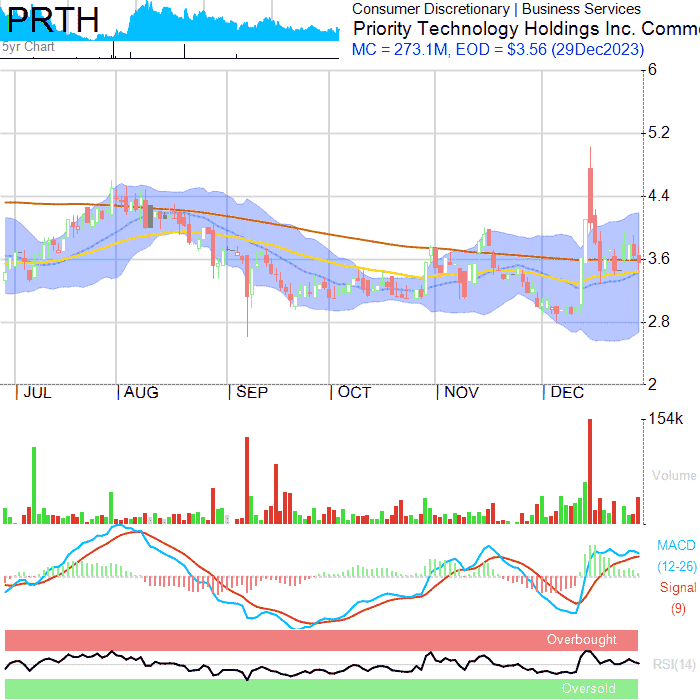 PRTH
5yr Chart
Consumer Discretionary | Business Services
Priority Technology Holdings Inc. Comm
MC = 273.1M, EOD = $3.56 (29Dec2023)
6
5.2
4.4
3.6
2.8
2
JUL AUG SEP OCT NOV DEC
154k
Volume
MACD
(12-26)
Signal
(9)
Overbought
RSI(14)
Oversold